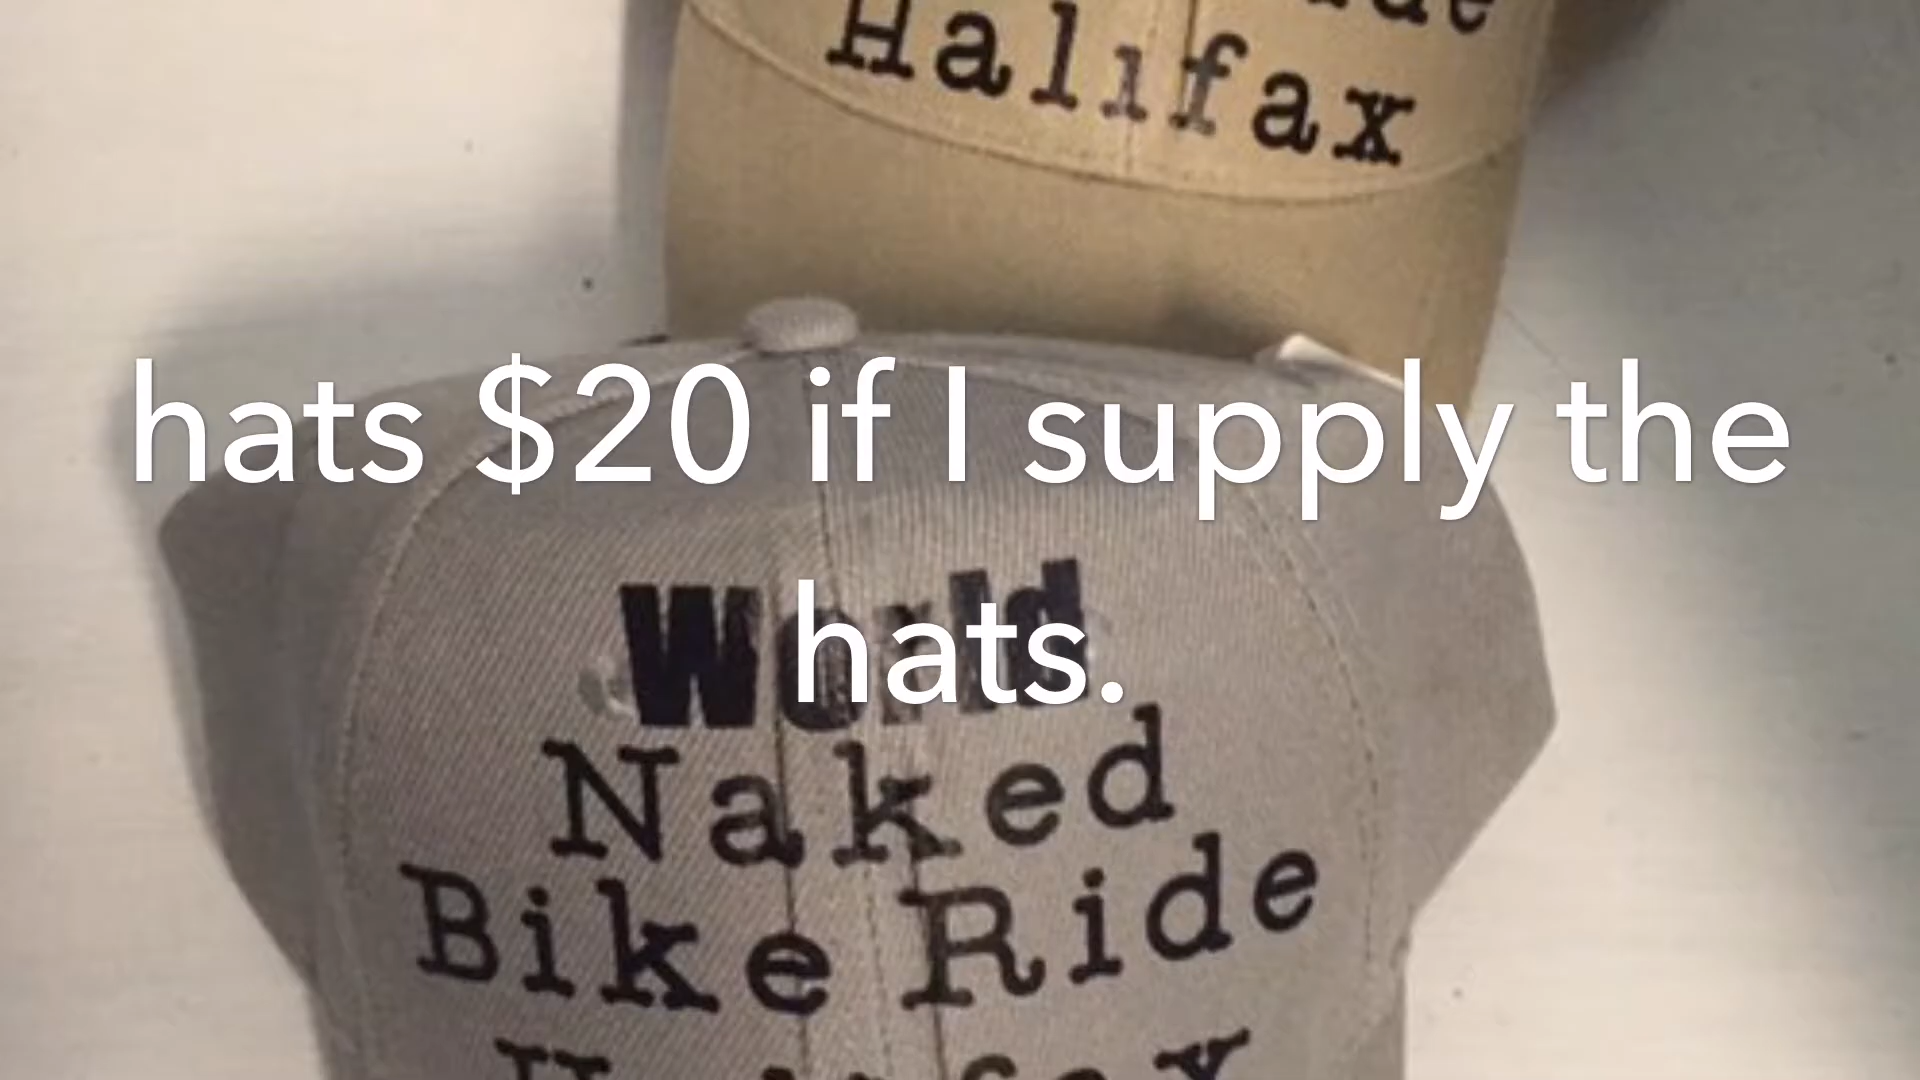 Halifax
hats $20 if I supply the
hats.
World
Naked
Bike Ride